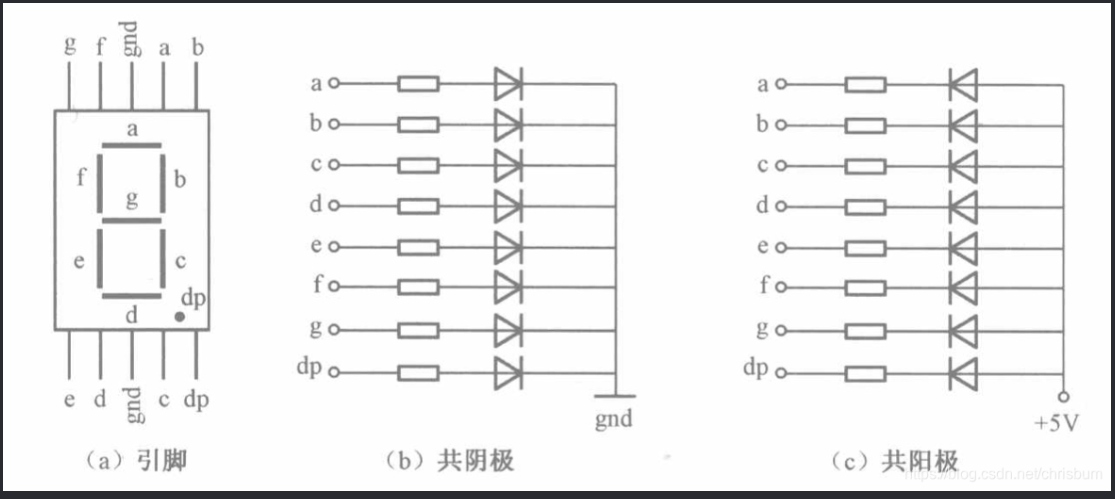 g f gnd a b
a
f b
g
e c
dp
d
e d gnd c dp
(a) 引脚
a
b
c
d
e
f
g
dp
gnd
(b) 共阴极
a
b
c
d
e
f
g
dp
+5V
(c) 共阳极
https://blog.csdn.net/chrisbum